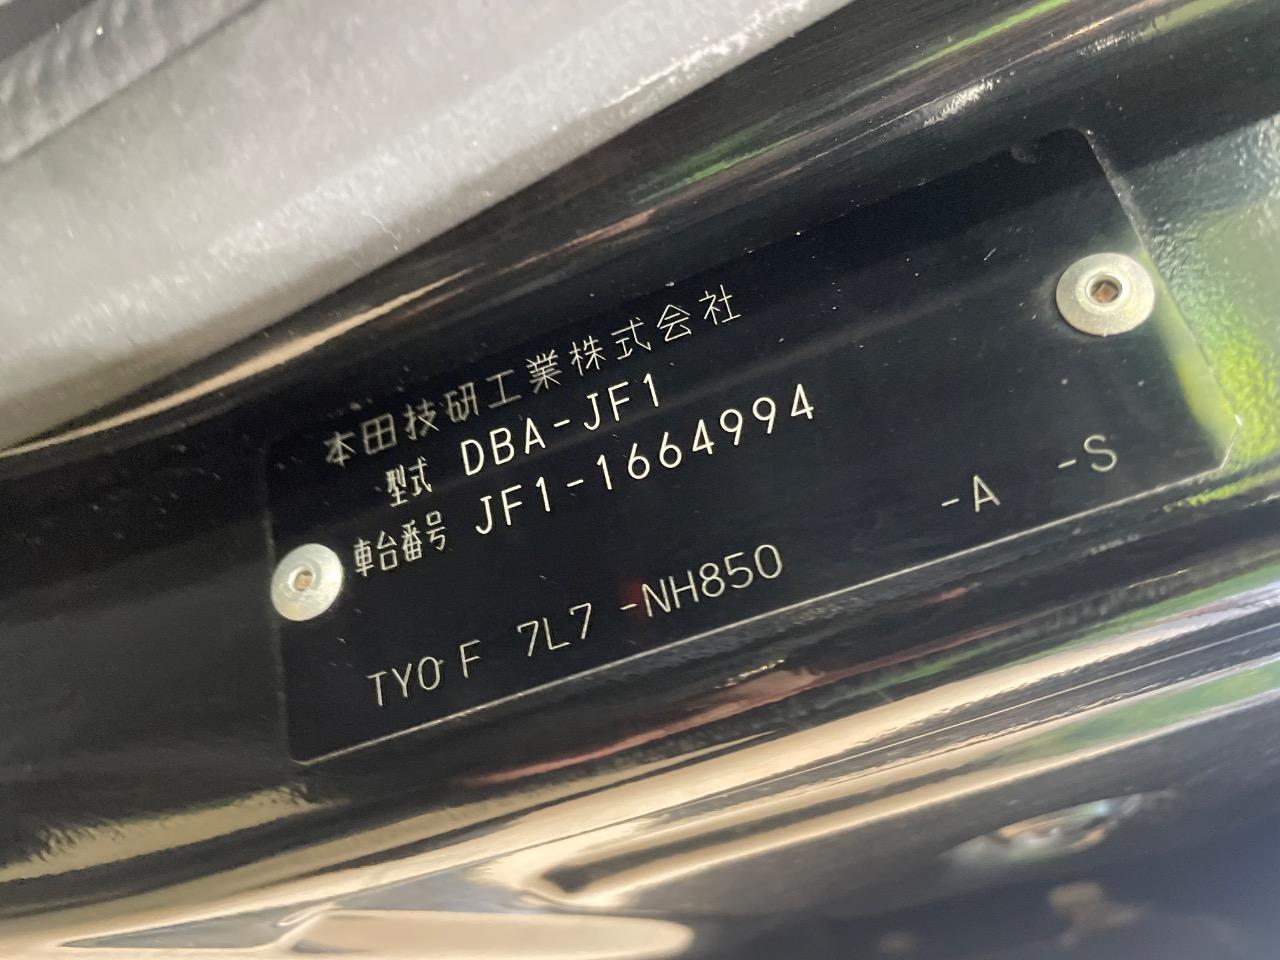 本田技研工業株式会社
型式 DBA-JF1
車台番号 JF1-1664994
-A -S
TYO F 7L7 -NH850